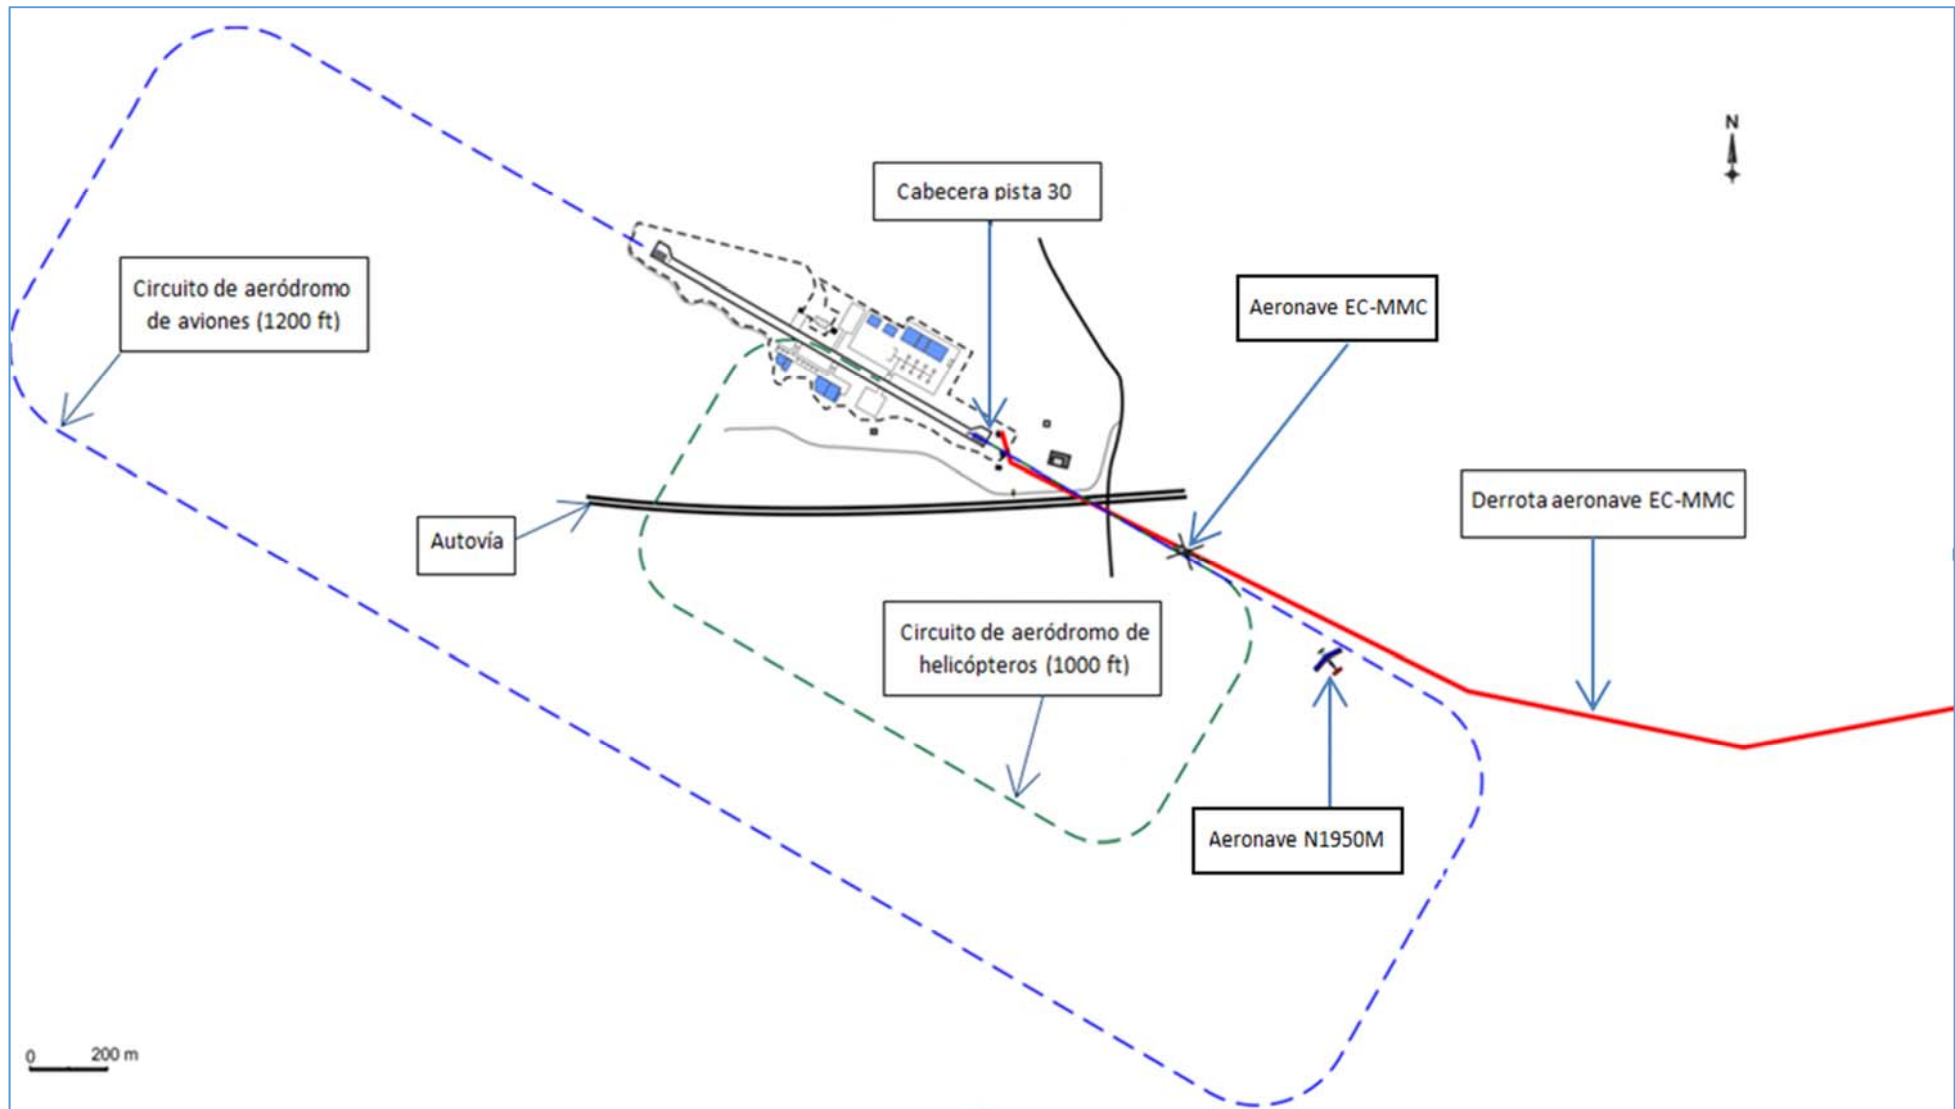 N
Cabecera pista 30
Circuito de aeródromo
de aviones (1200 ft)
Aeronave EC-MMC
Derrota aeronave EC-MMC
Autovía
Circuito de aeródromo de
helicópteros (1000 ft)
Aeronave N1950M
0 200 m